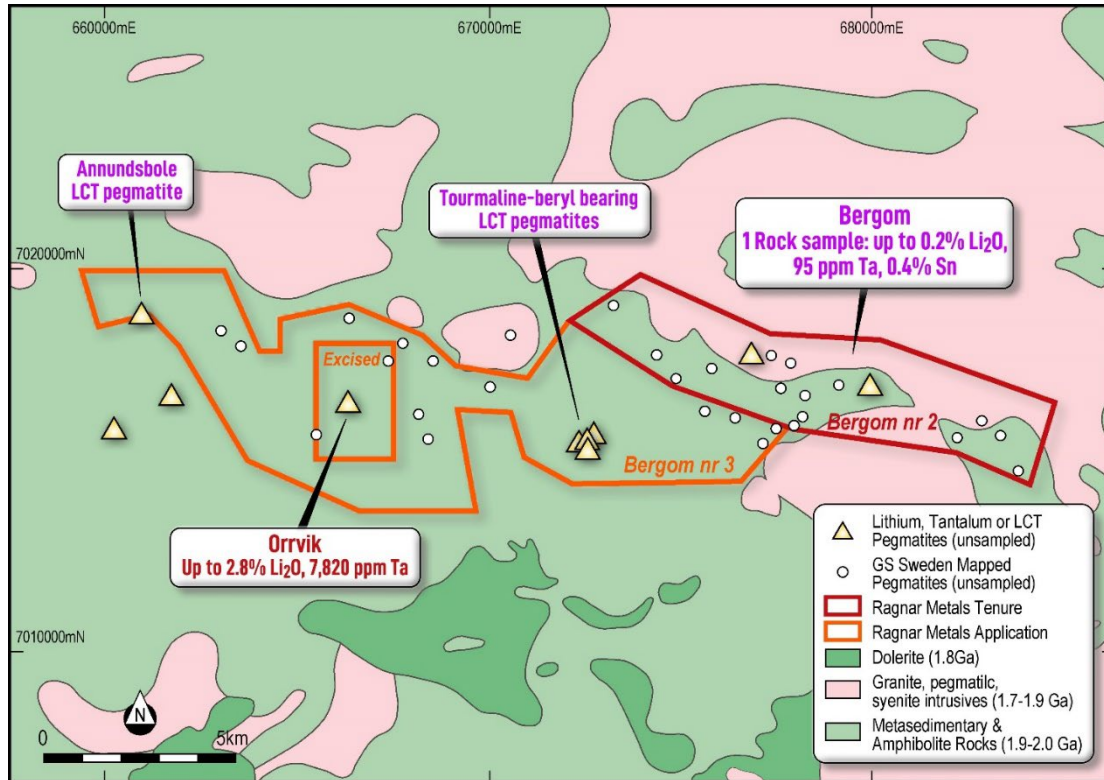 660000mE
670000mE
680000mE
Annundsbole
LCT pegmatite
Tourmaline-beryl bearing
LCT pegmatites
Bergom
1 Rock sample: up to 0.2% Li₂O,
95 ppm Ta, 0.4% Sn
7020000mN
Excised
Bergom nr 2
Bergom nr 3
Orrvik
Up to 2.8% Li₂O, 7,820 ppm Ta
7010000mN
N
0
5km
Lithium, Tantalum or LCT
Pegmatites (unsampled)
GS Sweden Mapped
Pegmatites (unsampled)
Ragnar Metals Tenure
Ragnar Metals Application
Dolerite (1.8Ga)
Granite, pegmatilc,
syenite intrusives (1.7-1.9 Ga)
Metasedimentary &
Amphibolite Rocks (1.9-2.0 Ga)